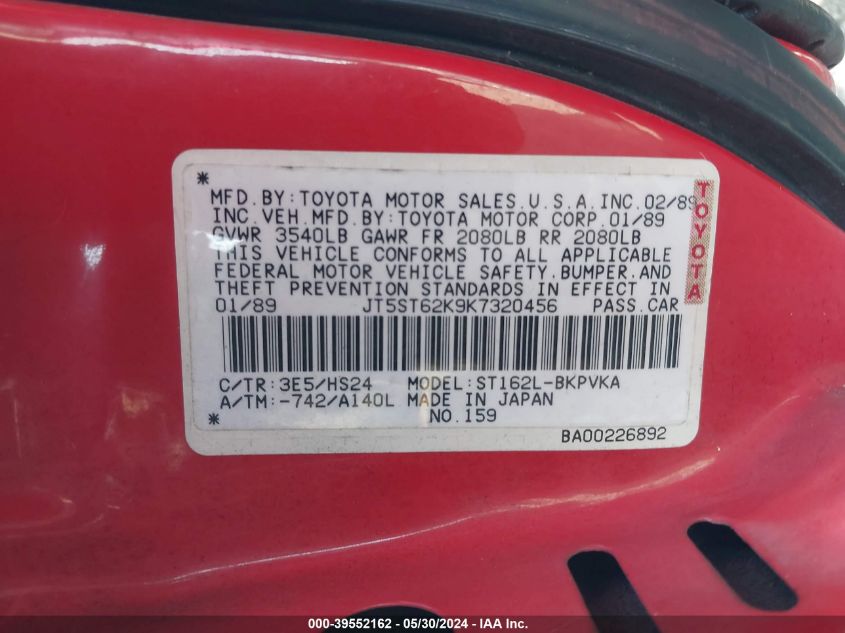 *
MFD.BY:TOYOTA MOTOR SALES.U.S.A.INC.02/89
INC.VEH.MFD.BY:TOYOTA MOTOR CORP.01/89
GVWR 3540LB GAWR FR 2080LB RR 2080LB
THIS VEHICLE CONFORMS TO ALL APPLICABLE
FEDERAL MOTOR VEHICLE SAFETY.BUMPER.AND
THEFT PREVENTION STANDARDS IN EFFECT IN
01/89 JT5ST62K9K7320456 PASS.CAR
TOYOTA
C/TR:3E5/HS24 MODEL:ST162L-BKPVKA
A/TM:-742/A140L MADE IN JAPAN
* NO.159
BA00226892
000-39552162 - 05/30/2024 - IAA Inc.